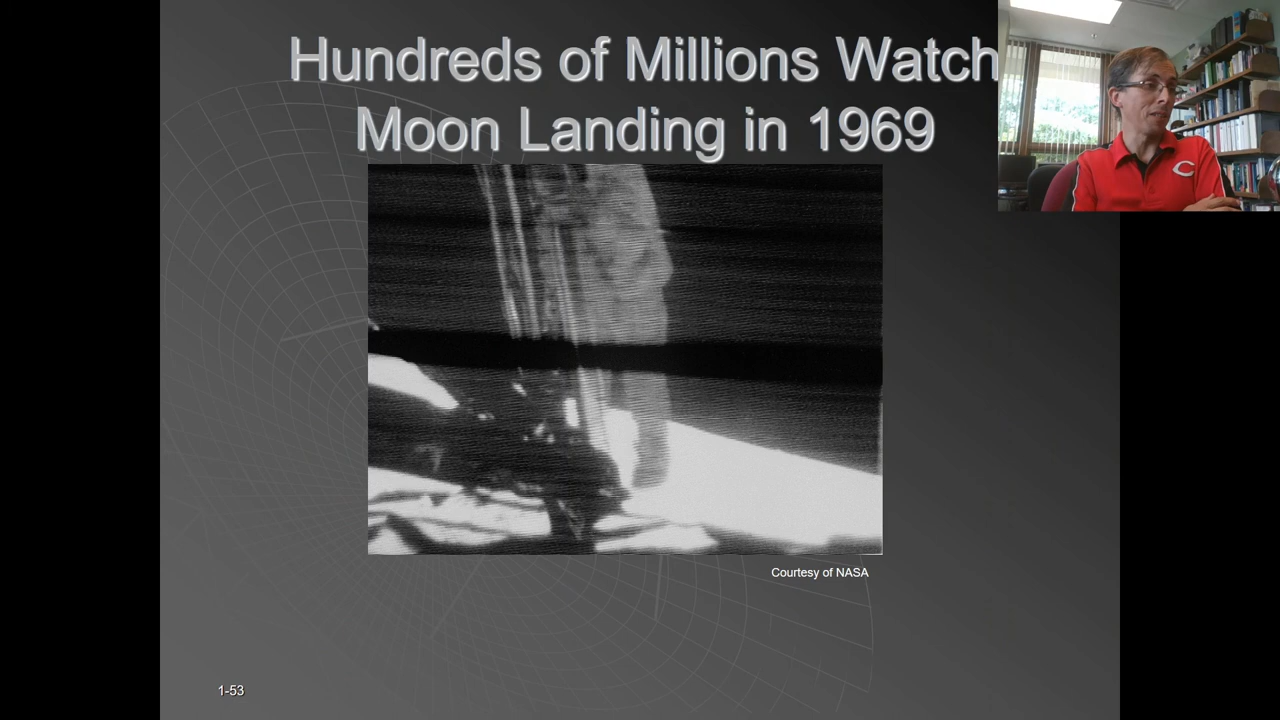 Hundreds of Millions Watch
Moon Landing in 1969
C
Courtesy of NASA
1-53